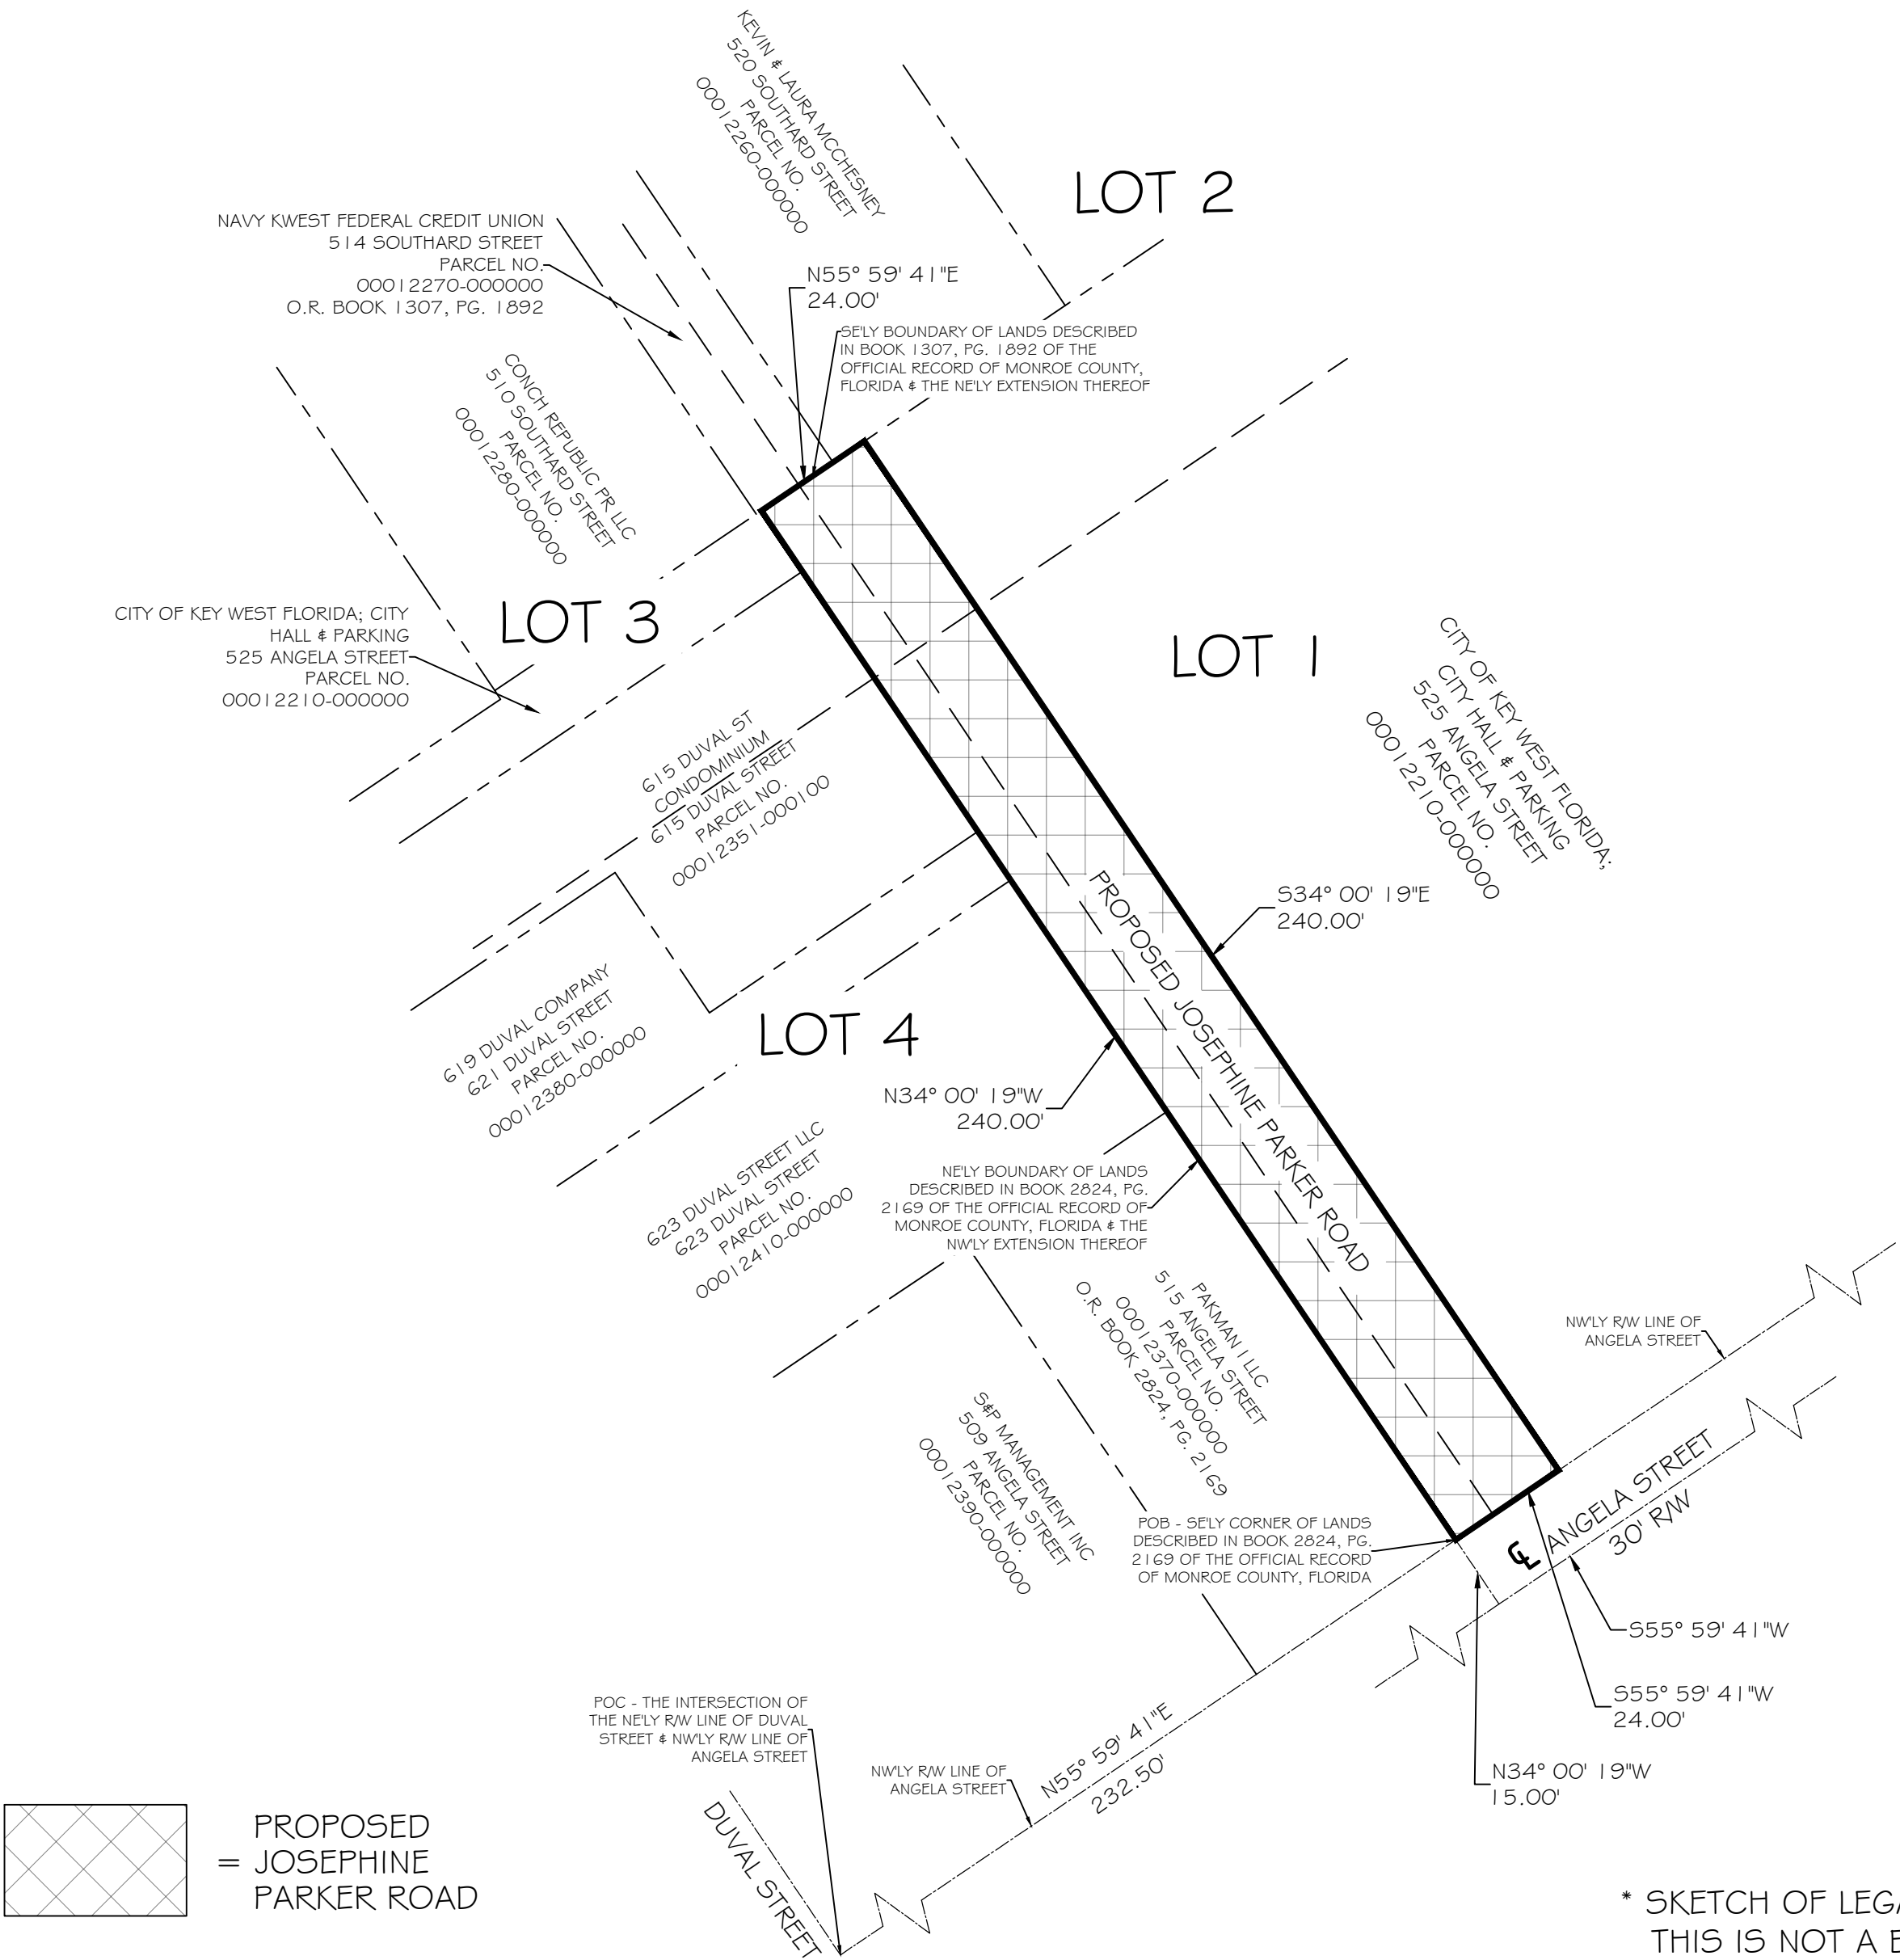 KEVIN & LAURA MCCHESNEY
520 SOUTHARD STREET
PARCEL NO.
00012260-000000
LOT 2
NAVY KWEST FEDERAL CREDIT UNION
514 SOUTHARD STREET
PARCEL NO.
00012270-000000
O.R. BOOK 1307, PG. 1892
N55° 59' 41"E
24.00'
SE'LY BOUNDARY OF LANDS DESCRIBED
IN BOOK 1307, PG. 1892 OF THE
OFFICIAL RECORD OF MONROE COUNTY,
FLORIDA & THE NE'LY EXTENSION THEREOF
CONCH REPUBLIC PR LLC
510 SOUTHARD STREET
PARCEL NO.
00012280-000000
LOT 3
CITY OF KEY WEST FLORIDA; CITY
HALL & PARKING
525 ANGELA STREET
PARCEL NO.
00012210-000000
LOT 1
CITY OF KEY WEST FLORIDA;
CITY HALL & PARKING
525 ANGELA STREET
PARCEL NO.
00012210-000000
615 DUVAL ST
CONDOMINIUM
615 DUVAL STREET
PARCEL NO.
00012351-000100
S34° 00' 19"E
240.00'
PROPOSED JOSEPHINE PARKER ROAD
619 DUVAL COMPANY
621 DUVAL STREET
PARCEL NO.
00012380-000000
LOT 4
N34° 00' 19"W
240.00'
NE'LY BOUNDARY OF LANDS
DESCRIBED IN BOOK 2824, PG.
2169 OF THE OFFICIAL RECORD OF
MONROE COUNTY, FLORIDA & THE
NW'LY EXTENSION THEREOF
623 DUVAL STREET LLC
623 DUVAL STREET
PARCEL NO.
00012410-000000
PAKMAN I LLC
515 ANGELA STREET
PARCEL NO.
00012370-000000
O.R. BOOK 2824, PG. 2169
S&P MANAGEMENT INC
509 ANGELA STREET
PARCEL NO.
00012390-000000
NW'LY R/W LINE OF
ANGELA STREET
POB - SE'LY CORNER OF LANDS
DESCRIBED IN BOOK 2824, PG.
2169 OF THE OFFICIAL RECORD
OF MONROE COUNTY, FLORIDA
℄ ANGELA STREET
30' R/W
S55° 59' 41"W
S55° 59' 41"W
24.00'
N34° 00' 19"W
15.00'
POC - THE INTERSECTION OF
THE NE'LY R/W LINE OF DUVAL
STREET & NW'LY R/W LINE OF
ANGELA STREET
NW'LY R/W LINE OF
ANGELA STREET
N55° 59' 41"E
232.50'
DUVAL STREET
PROPOSED
= JOSEPHINE
PARKER ROAD
* SKETCH OF LEGA
THIS IS NOT A B